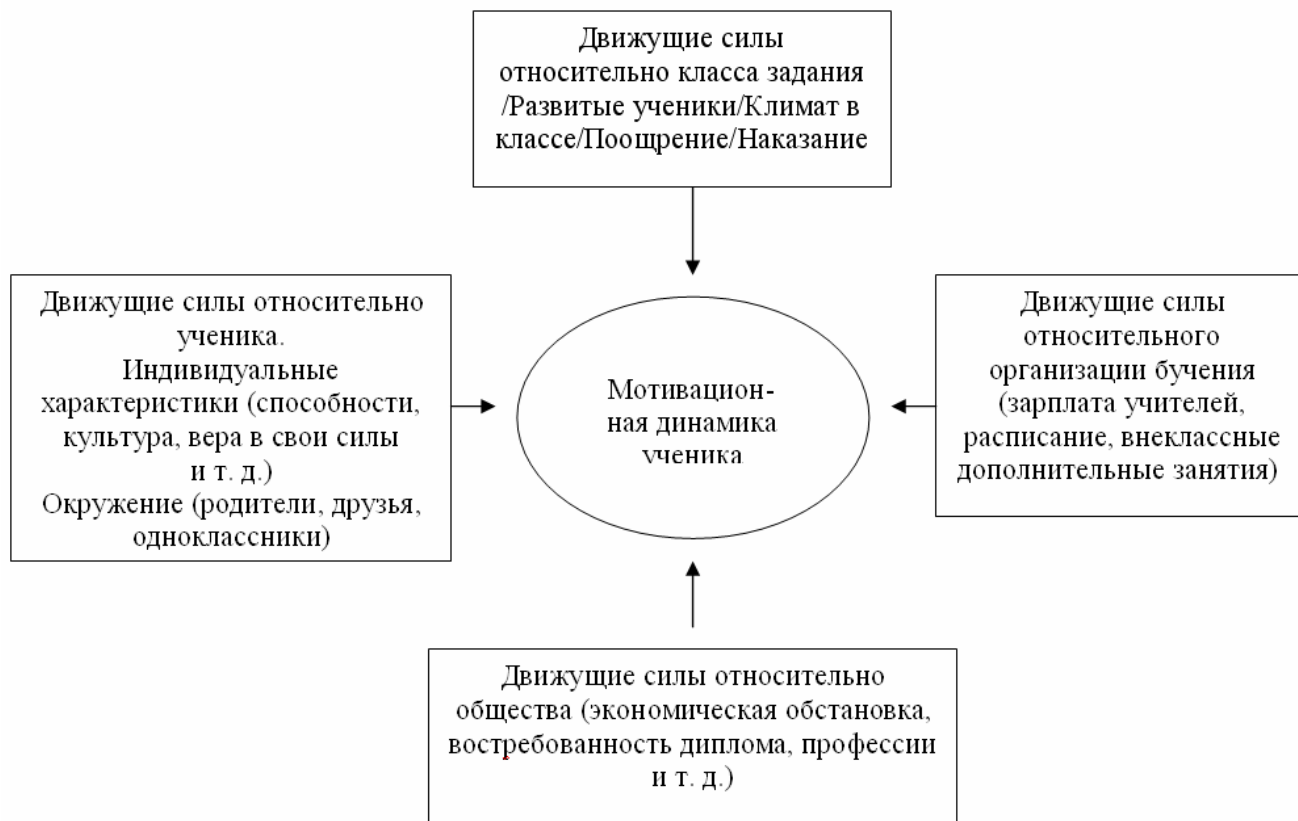 Движущие силы
относительно класса задания
/Развитые ученики/Климат в
классе/Поощрение/Наказание
Движущие силы относительно
ученика.
Индивидуальные
характеристики (способности,
культура, вера в свои силы
и т. д.)
Окружение (родители, друзья,
одноклассники)
Мотивацион-
ная динамика
ученика
Движущие силы
относительного
организации бучения
(зарплата учителей,
расписание, внеклассные
дополнительные занятия)
Движущие силы относительно
общества (экономическая обстановка,
востребованность диплома, профессии
и т. д.)